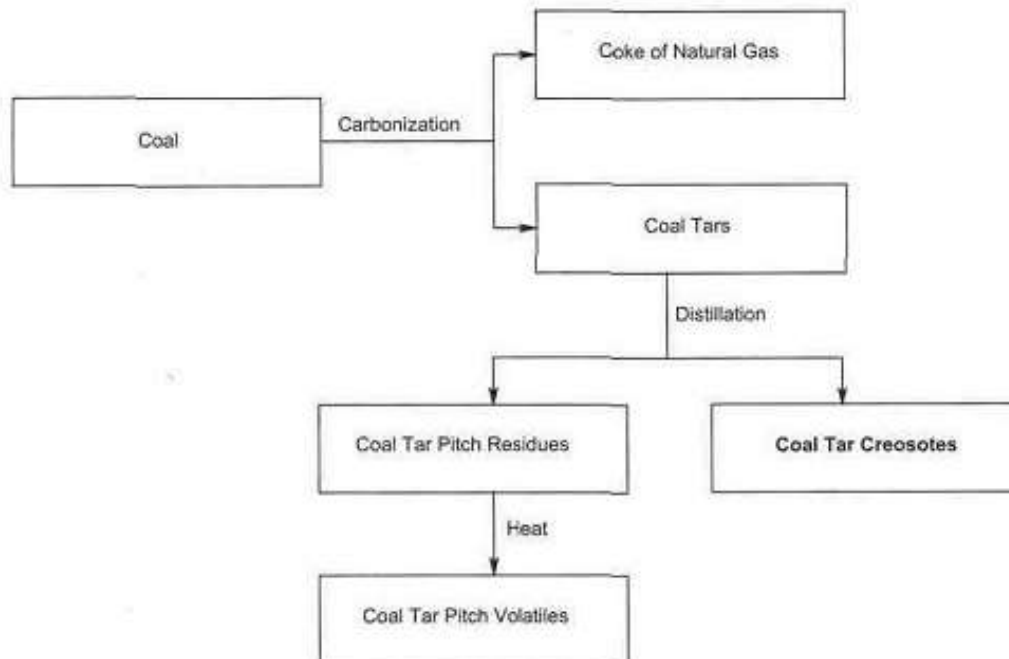 Coke of Natural Gas
Carbonization
Coal
Coal Tars
Distillation
Coal Tar Pitch Residues
Coal Tar Creosotes
Heat
Coal Tar Pitch Volatiles